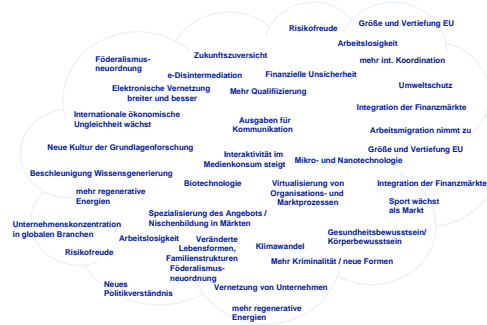 Risikofreude
Größe und Vertiefung EU
Arbeitslosigkeit
Zukunftszuversicht
mehr int. Koordination
Föderalismus-
neuordnung
e-Disintermediation
Finanzielle Unsicherheit
Elektronische Vernetzung
breiter und besser
Mehr Qualifiizierung
Umweltschutz
Internationale ökonomische
Ungleichheit wächst
Integration der Finanzmärkte
Ausgaben für
Kommunikation
Arbeitsmigration nimmt zu
Neue Kultur der Grundlagenforschung
Größe und Vertiefung EU
Interaktivität im
Medienkonsum steigt
Mikro- und Nanotechnologie
Beschleunigung Wissensgenerierung
Biotechnologie
Virtualisierung von
Organisations- und
Marktprozessen
Integration der Finanzmärkte
mehr regenerative
Energien
Sport wächst
als Markt
Spezialisierung des Angebots /
Nischenbildung in Märkten
Unternehmenskonzentration
in globalen Branchen
Gesundheitsbewusstsein/
Körperbewusstsein
Arbeitslosigkeit
Veränderte
Lebensformen,
Familienstrukturen
Klimawandel
Risikofreude
Mehr Kriminalität / neue Formen
Föderalismus-
neuordnung
Neues
Politikverständnis
Vernetzung von Unternehmen
mehr regenerative
Energien